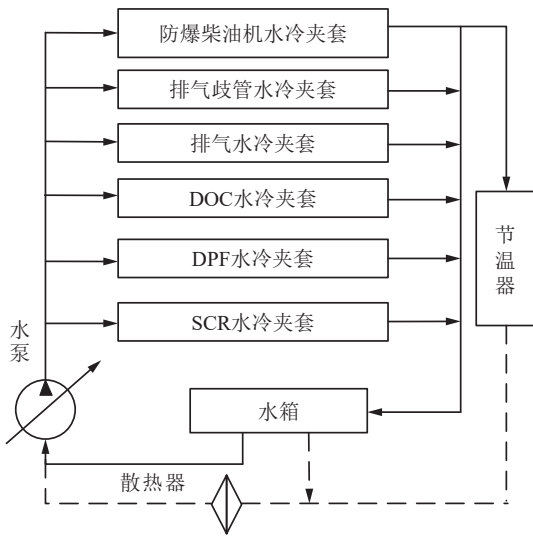 防爆柴油机水冷夹套
排气歧管水冷夹套
排气水冷夹套
DOC水冷夹套
DPF水冷夹套
SCR水冷夹套
节温器
水泵
水箱
散热器